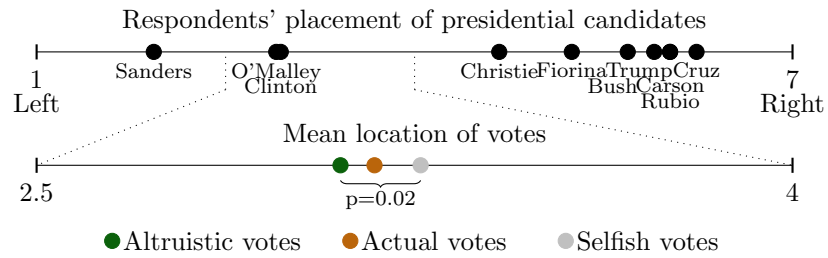 Respondents’ placement of presidential candidates
Sanders O’Malley Christie Fiorina Trump Cruz
Clinton Bush Carson
Rubio
1 7
Left Right
Mean location of votes
2.5 4
p=0.02
Altruistic votes Actual votes Selfish votes